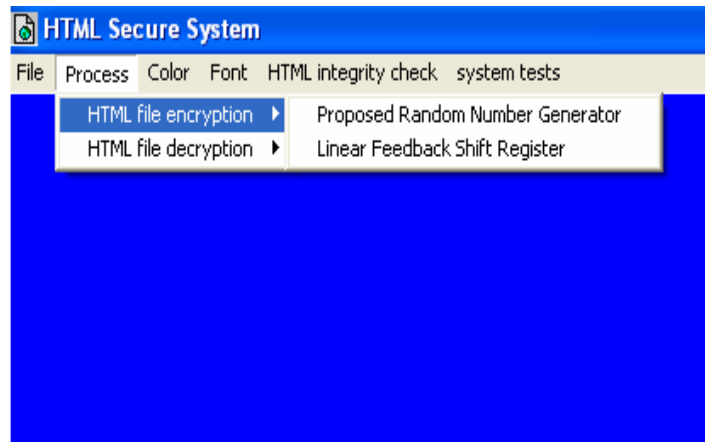 HTML Secure System
File Process Color Font HTML integrity check system tests
HTML file encryption Proposed Random Number Generator
HTML file decryption Linear Feedback Shift Register